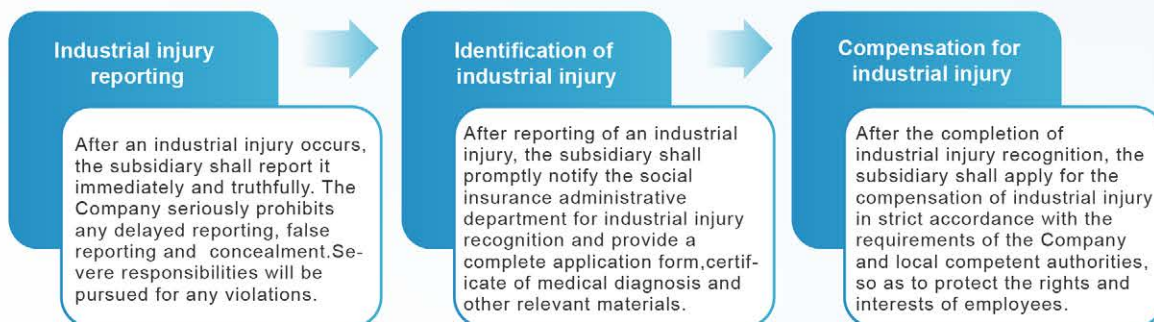 Industrial injury
reporting
After an industrial injury occurs,
the subsidiary shall report it
immediately and truthfully. The
Company seriously prohibits
any delayed reporting, false
reporting and concealment.Se-
vere responsibilities will be
pursued for any violations.
Identification of
industrial injury
After reporting of an industrial
injury, the subsidiary shall
promptly notify the social
insurance administrative
department for industrial injury
recognition and provide a
complete application form,certif-
icate of medical diagnosis and
other relevant materials.
Compensation for
industrial injury
After the completion of
industrial injury recognition, the
subsidiary shall apply for the
compensation of industrial injury
in strict accordance with the
requirements of the Company
and local competent authorities,
so as to protect the rights and
interests of employees.